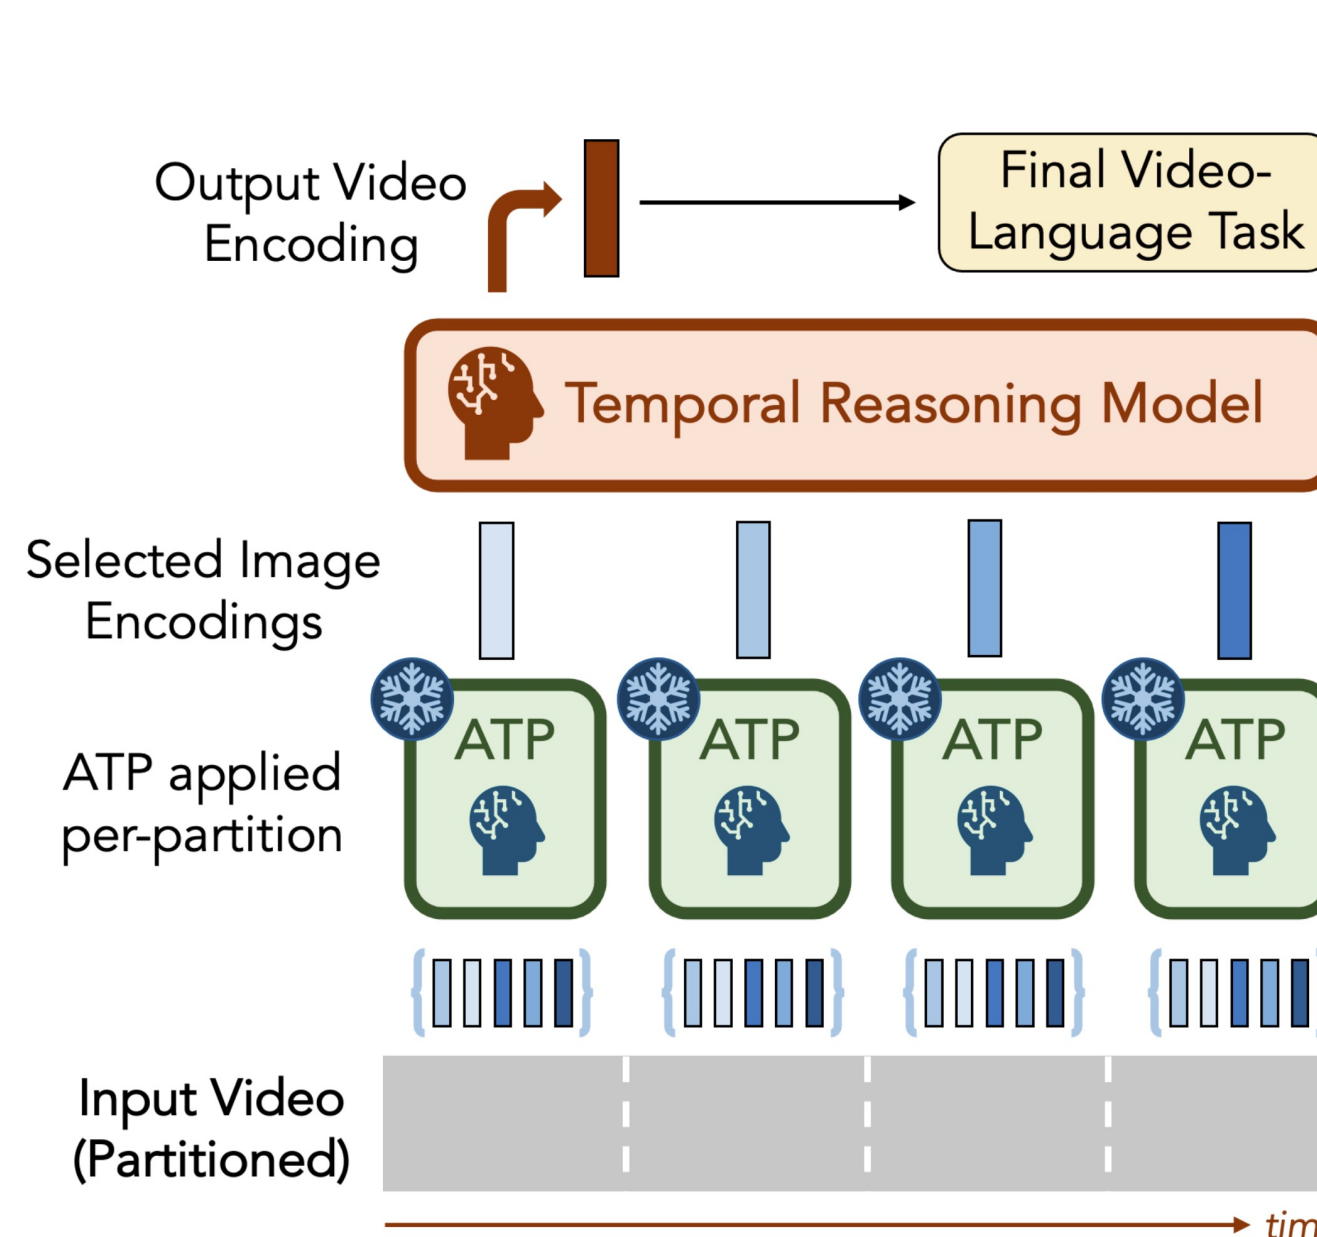 Output Video
Encoding
Final Video-
Language Task
Temporal Reasoning Model
Selected Image
Encodings
ATP applied
per-partition
ATP
ATP
ATP
ATP
Input Video
(Partitioned)